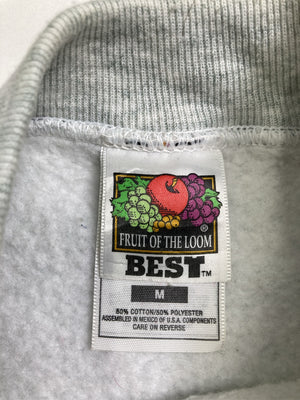 ®
FRUIT OF THE LOOM
BEST™
M
50% COTTON/50% POLYESTER
ASSEMBLED IN MEXICO OF U.S.A. COMPONENTS
CARE ON REVERSE